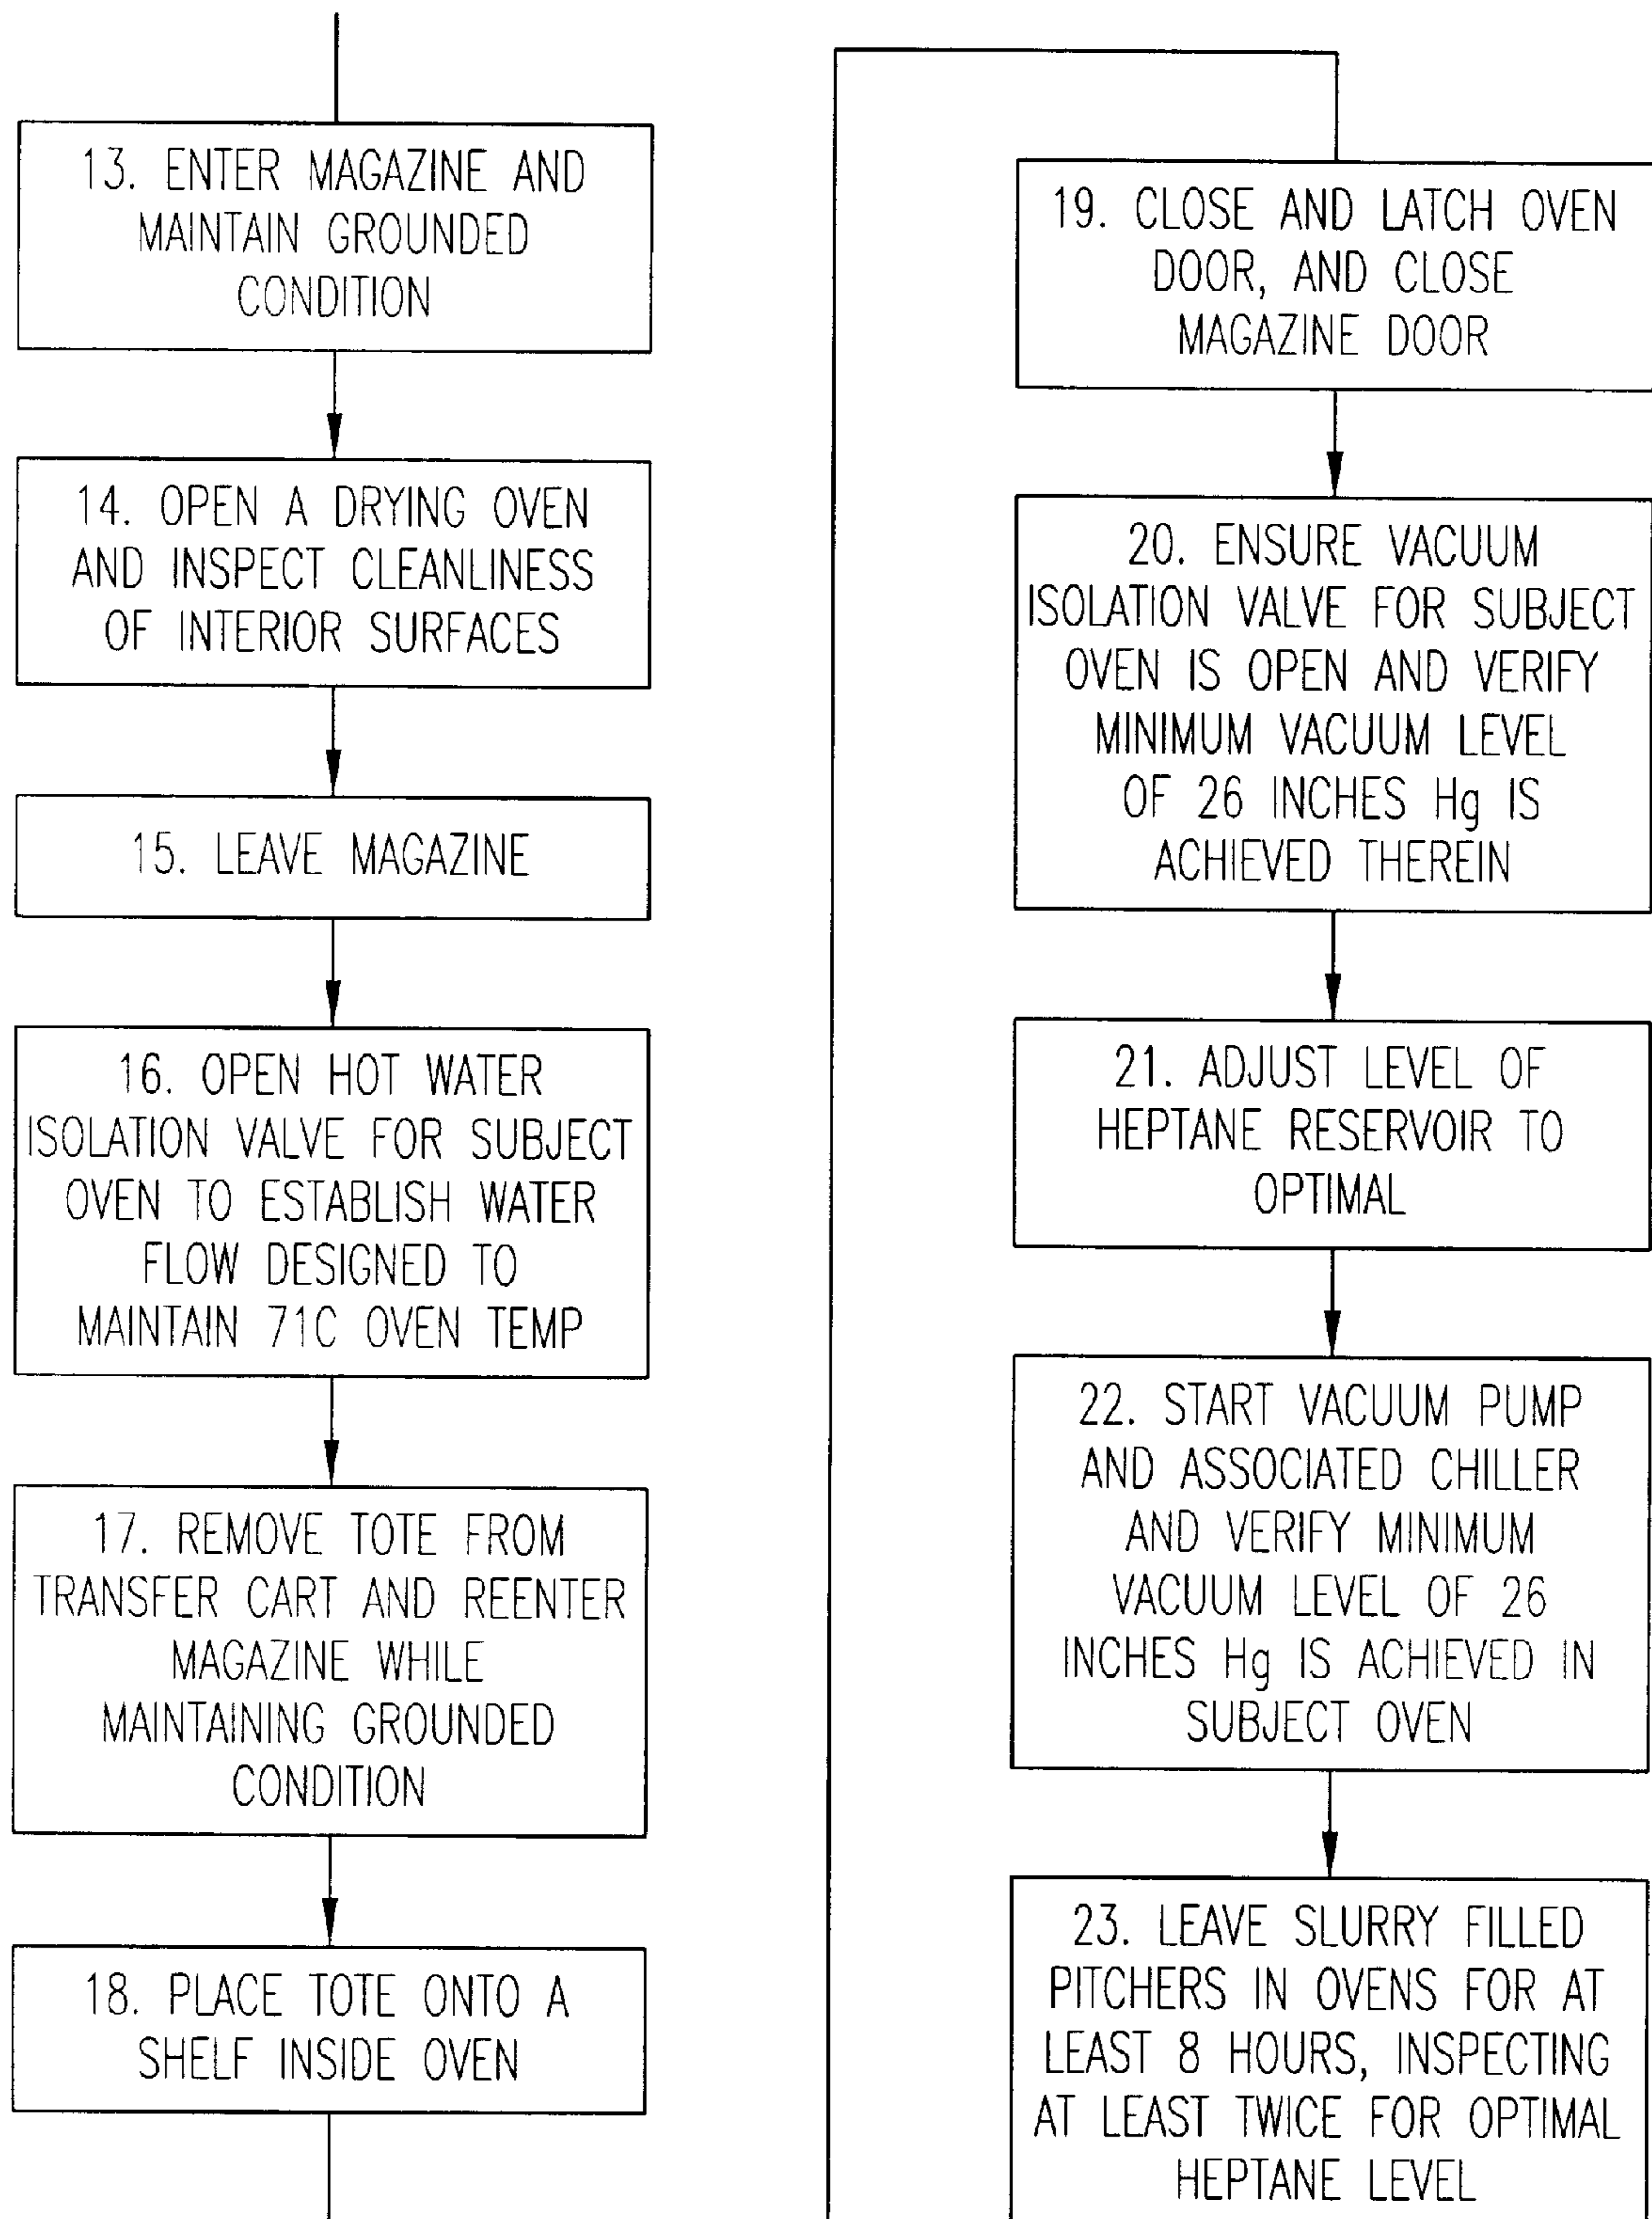 13. ENTER MAGAZINE AND
MAINTAIN GROUNDED
CONDITION
14. OPEN A DRYING OVEN
AND INSPECT CLEANLINESS
OF INTERIOR SURFACES
15. LEAVE MAGAZINE
16. OPEN HOT WATER
ISOLATION VALVE FOR SUBJECT
OVEN TO ESTABLISH WATER
FLOW DESIGNED TO
MAINTAIN 71C OVEN TEMP
17. REMOVE TOTE FROM
TRANSFER CART AND REENTER
MAGAZINE WHILE
MAINTAINING GROUNDED
CONDITION
18. PLACE TOTE ONTO A
SHELF INSIDE OVEN
19. CLOSE AND LATCH OVEN
DOOR, AND CLOSE
MAGAZINE DOOR
20. ENSURE VACUUM
ISOLATION VALVE FOR SUBJECT
OVEN IS OPEN AND VERIFY
MINIMUM VACUUM LEVEL
OF 26 INCHES Hg IS
ACHIEVED THEREIN
21. ADJUST LEVEL OF
HEPTANE RESERVOIR TO
OPTIMAL
22. START VACUUM PUMP
AND ASSOCIATED CHILLER
AND VERIFY MINIMUM
VACUUM LEVEL OF 26
INCHES Hg IS ACHIEVED IN
SUBJECT OVEN
23. LEAVE SLURRY FILLED
PITCHERS IN OVENS FOR AT
LEAST 8 HOURS, INSPECTING
AT LEAST TWICE FOR OPTIMAL
HEPTANE LEVEL